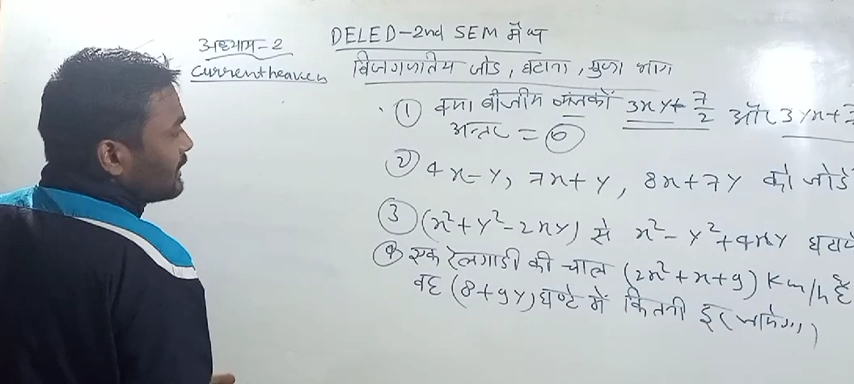 DELED-2nd SEM मैथ
अध्याय-2
Currentheaven
बिजगणितिय जोड, घटाना, गुणा भाग
① क्या बीजीय व्यंजकों 3xy+7/2 और 3yx+7
अन्तर = ⓪
② 4x-y, 7x+y, 8x+7y को जोडे
③ (x²+y²-2xy) से x²-y²+4xy घटाये
④ एक रेलगाडी की चाल (2x²+x+9) Km/h है
वह (8+9y) घण्टे में कितनी दूर जायेगा)